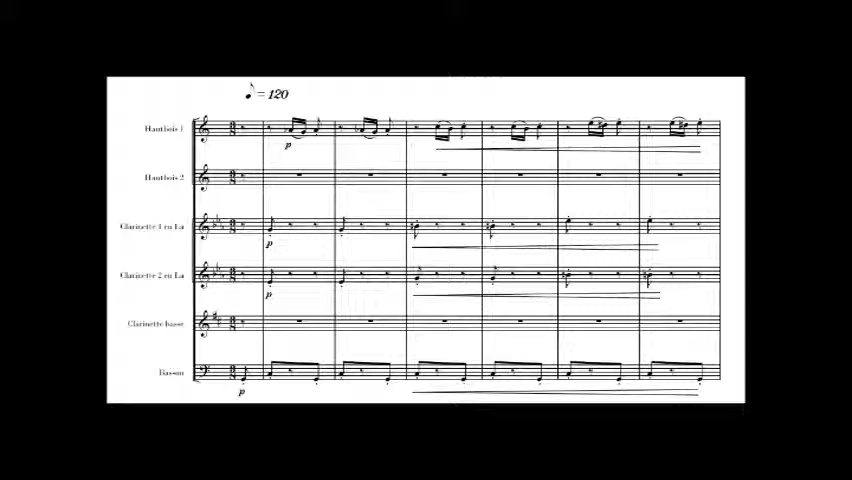 ♪ = 120
Hautbois 1
p
Hautbois 2
Clarinette 1 en La
p
Clarinette 2 en La
p
Clarinette basse
Basson
p